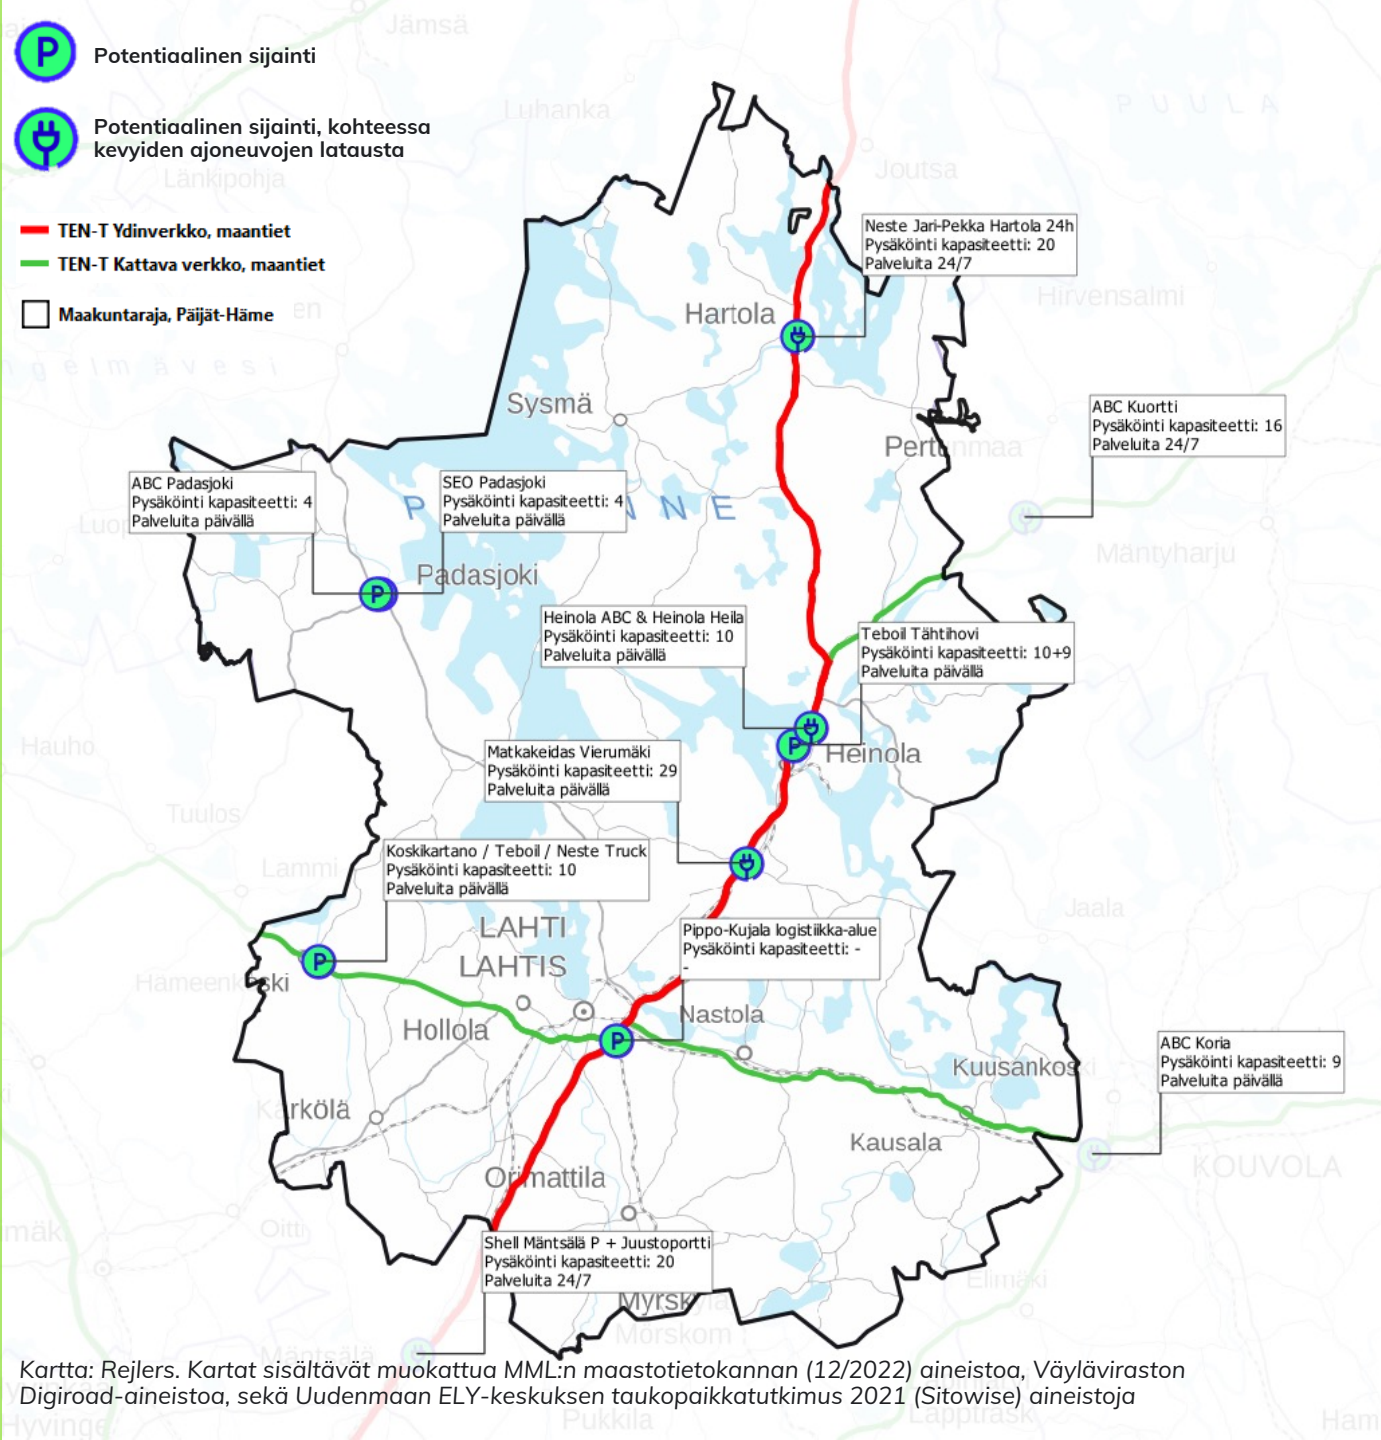 Jämsä
Potentiaalinen sijainti
Luhanka
PUULA
Potentiaalinen sijainti, kohteessa
kevyiden ajoneuvojen latausta
Länkipohja
Joutsa
TEN-T Ydinverkko, maantiet
TEN-T Kattava verkko, maantiet
Maakuntaraja, Päijät-Häme
Neste Jari-Pekka Hartola 24h
Pysäköinti kapasiteetti: 20
Palveluita 24/7
Hirvensalmi
Hartola
Sysmä
ABC Kuortti
Pysäköinti kapasiteetti: 16
Palveluita 24/7
Pertunmaa
ABC Padasjoki
Pysäköinti kapasiteetti: 4
Palveluita päivällä
SEO Padasjoki
Pysäköinti kapasiteetti: 4
Palveluita päivällä
Mäntyharju
Padasjoki
Heinola ABC & Heinola Heila
Pysäköinti kapasiteetti: 10
Palveluita päivällä
Teboil Tähtihovi
Pysäköinti kapasiteetti: 10+9
Palveluita päivällä
Hauho
Heinola
Matkakeidas Vierumäki
Pysäköinti kapasiteetti: 29
Palveluita päivällä
Tuulos
Lammi
Koskikartano / Teboil / Neste Truck
Pysäköinti kapasiteetti: 10
Palveluita päivällä
Jaala
LAHTI
LAHTIS
Pippo-Kujala logistiikka-alue
Pysäköinti kapasiteetti: -
-
Hämeenkoski
Hollola
Nastola
Kuusankoski
ABC Koria
Pysäköinti kapasiteetti: 9
Palveluita päivällä
Kärkölä
Kausala
KOUVOLA
Orimattila
Oitti
Shell Mäntsälä P + Juustoportti
Pysäköinti kapasiteetti: 20
Palveluita 24/7
Elimäki
Myrskylä
Mörskom
Mäntsälä
Kartta: Rejlers. Kartat sisältävät muokattua MML:n maastotietokannan (12/2022) aineistoa, Väyläviraston
Digiroad-aineistoa, sekä Uudenmaan ELY-keskuksen taukopaikkatutkimus 2021 (Sitowise) aineistoja
Hyvinge
Pukkila
Lappträsk
Ham